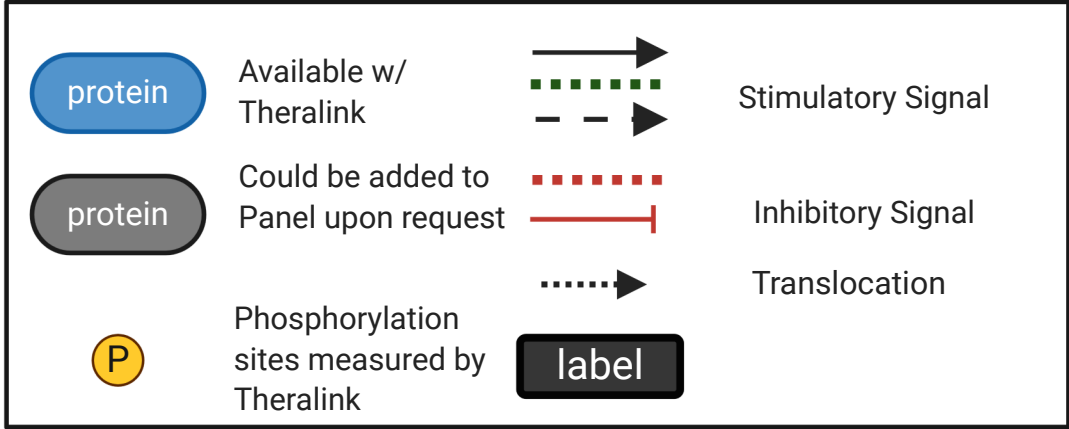 protein
Available w/
Theralink
Stimulatory Signal
protein
Could be added to
Panel upon request
Inhibitory Signal
Translocation
P
Phosphorylation
sites measured by
Theralink
label